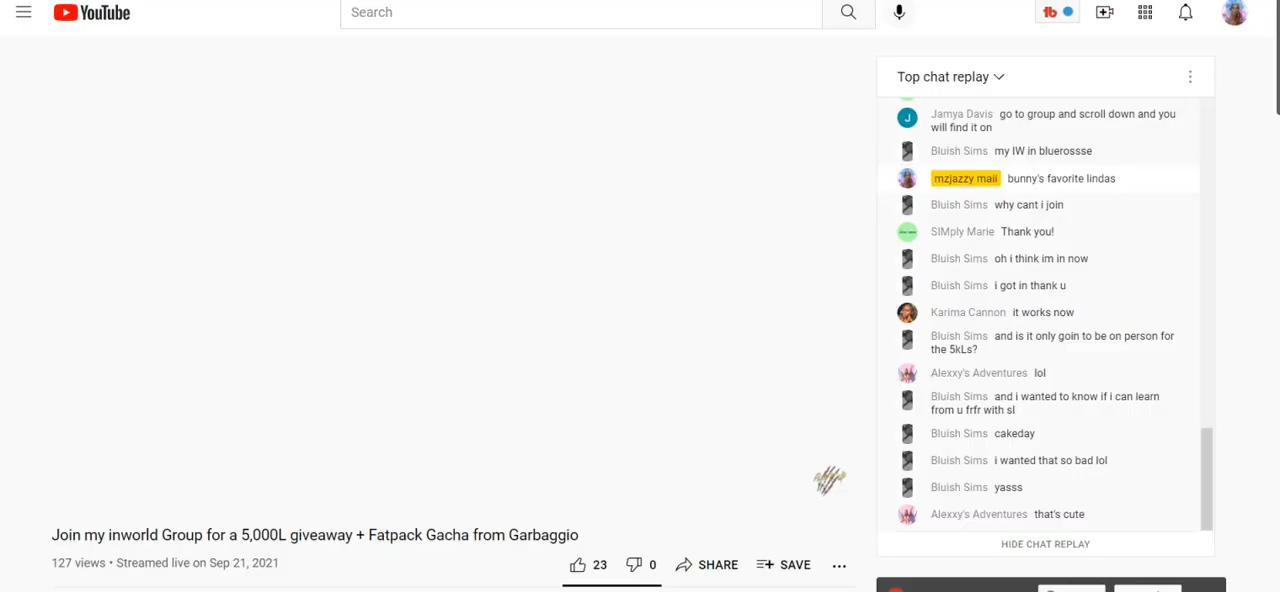 YouTube
Search
tb
Top chat replay
J
Jamya Davis go to group and scroll down and you
will find it on
Bluish Sims my IW in bluerossse
mzjazzy maii bunny's favorite lindas
Bluish Sims why cant i join
SIMply Marie Thank you!
Bluish Sims oh i think im in now
Bluish Sims i got in thank u
Karima Cannon it works now
Bluish Sims and is it only goin to be on person for
the 5kLs?
Alexxy's Adventures lol
Bluish Sims and i wanted to know if i can learn
from u frfr with sl
Bluish Sims cakeday
Bluish Sims i wanted that so bad lol
Bluish Sims yasss
Alexxy's Adventures that's cute
HIDE CHAT REPLAY
Join my inworld Group for a 5,000L giveaway + Fatpack Gacha from Garbaggio
127 views • Streamed live on Sep 21, 2021
23
0
SHARE
SAVE